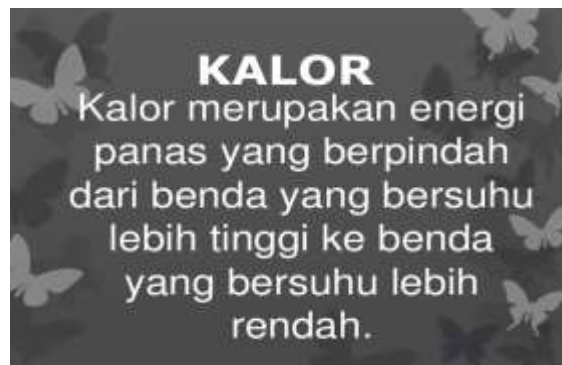 KALOR
Kalor merupakan energi
panas yang berpindah
dari benda yang bersuhu
lebih tinggi ke benda
yang bersuhu lebih
rendah.